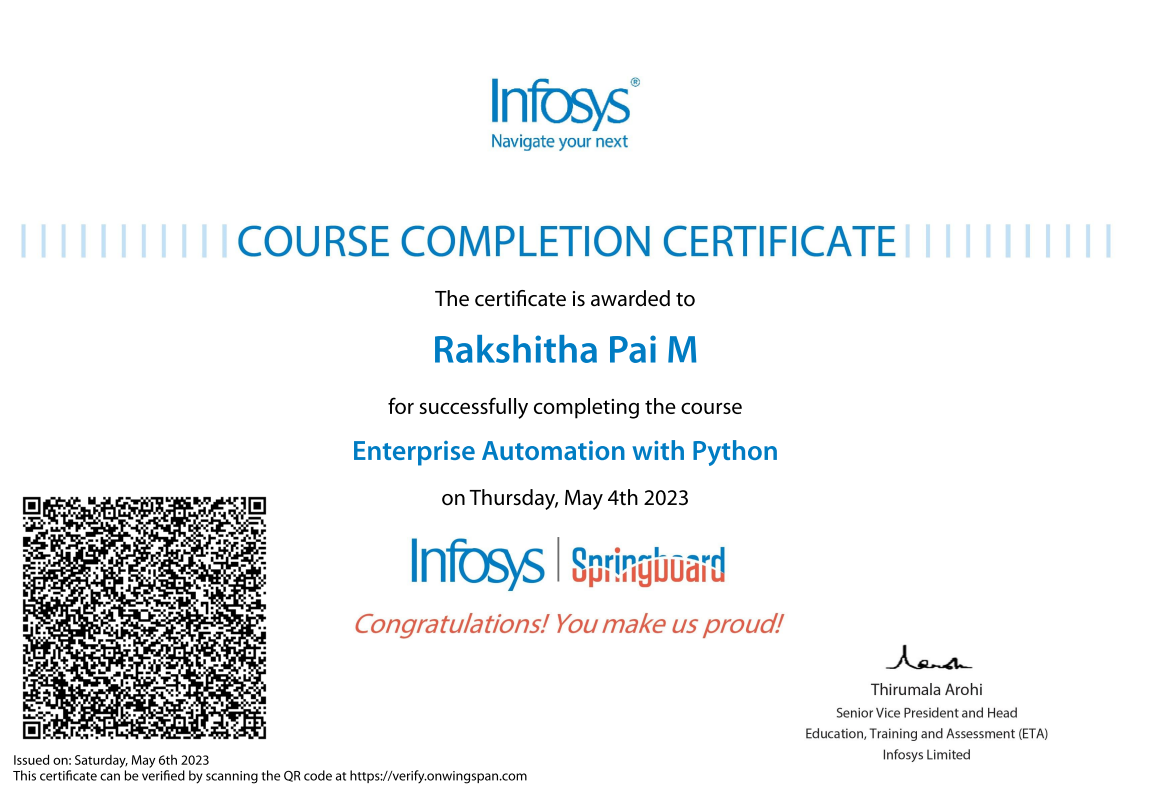 Infosys®
Navigate your next
COURSE COMPLETION CERTIFICATE
The certificate is awarded to
Rakshitha Pai M
for successfully completing the course
Enterprise Automation with Python
on Thursday, May 4th 2023
Infosys | Springboard
Congratulations! You make us proud!
Thirumala Arohi
Senior Vice President and Head
Education, Training and Assessment (ETA)
Infosys Limited
Issued on: Saturday, May 6th 2023
This certificate can be verified by scanning the QR code at https://verify.onwingspan.com